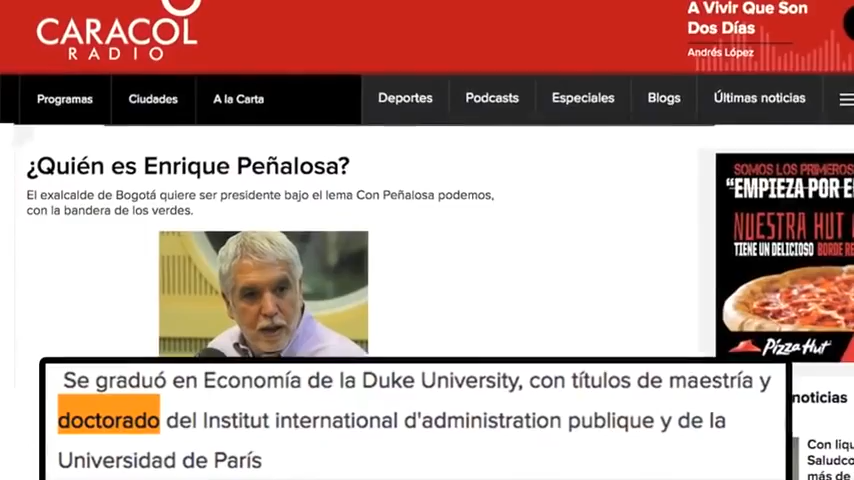 CARACOL
RADIO
A Vivir Que Son
Dos Días
Andrés López
Programas
Ciudades
A la Carta
Deportes
Podcasts
Especiales
Blogs
Últimas noticias
¿Quién es Enrique Peñalosa?
El exalcalde de Bogotá quiere ser presidente bajo el lema Con Peñalosa podemos,
con la bandera de los verdes.
SOMOS LOS PRIMEROS
"EMPIEZA POR E
NUESTRA HUT
TIENE UN DELICIOSO BORDE RE
Pizza Hut
Se graduó en Economía de la Duke University, con títulos de maestría y
doctorado del Institut international d'administration publique y de la
Universidad de París
noticias
Con liqu
Saludco
más de